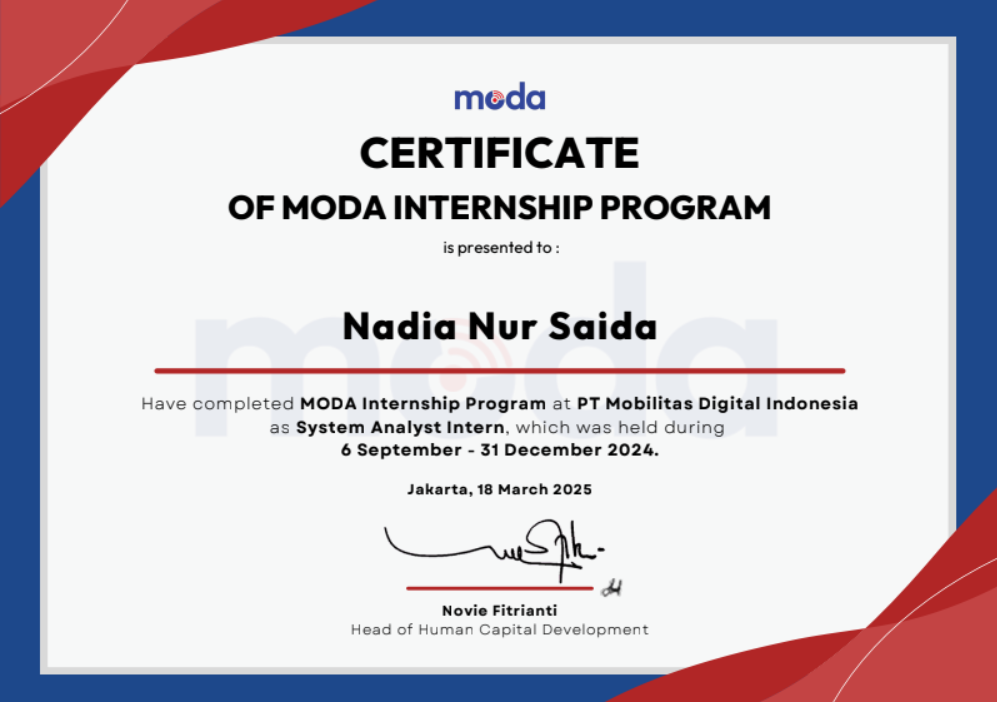 moda
CERTIFICATE
OF MODA INTERNSHIP PROGRAM
is presented to :
moda
Nadia Nur Saida
Have completed MODA Internship Program at PT Mobilitas Digital Indonesia
as System Analyst Intern, which was held during
6 September - 31 December 2024.
Jakarta, 18 March 2025
Novie Fitrianti
Head of Human Capital Development